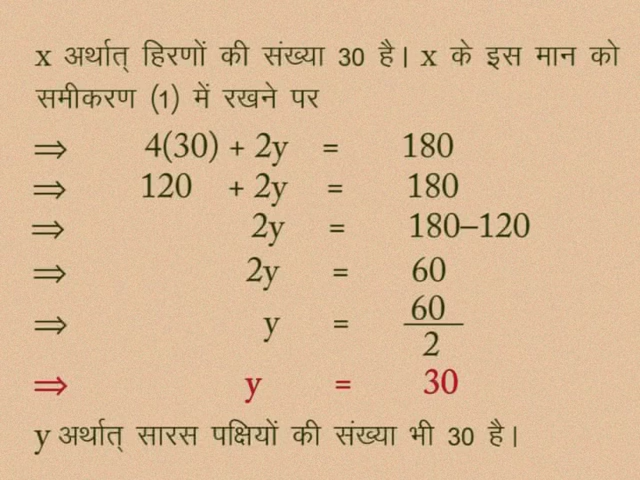 x अर्थात् हिरणों की संख्या 30 है। x के इस मान को
समीकरण (1) में रखने पर
⇒ 4(30) + 2y = 180
⇒ 120 + 2y = 180
⇒ 2y = 180–120
⇒ 2y = 60
⇒ y = 60/2
⇒ y = 30
y अर्थात् सारस पक्षियों की संख्या भी 30 है।